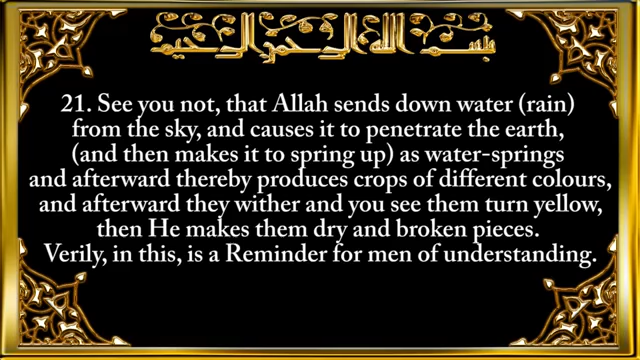 بسم الله الرحمن الرحيم
21. See you not, that Allah sends down water (rain)
from the sky, and causes it to penetrate the earth,
(and then makes it to spring up) as water-springs
and afterward thereby produces crops of different colours,
and afterward they wither and you see them turn yellow,
then He makes them dry and broken pieces.
Verily, in this, is a Reminder for men of understanding.